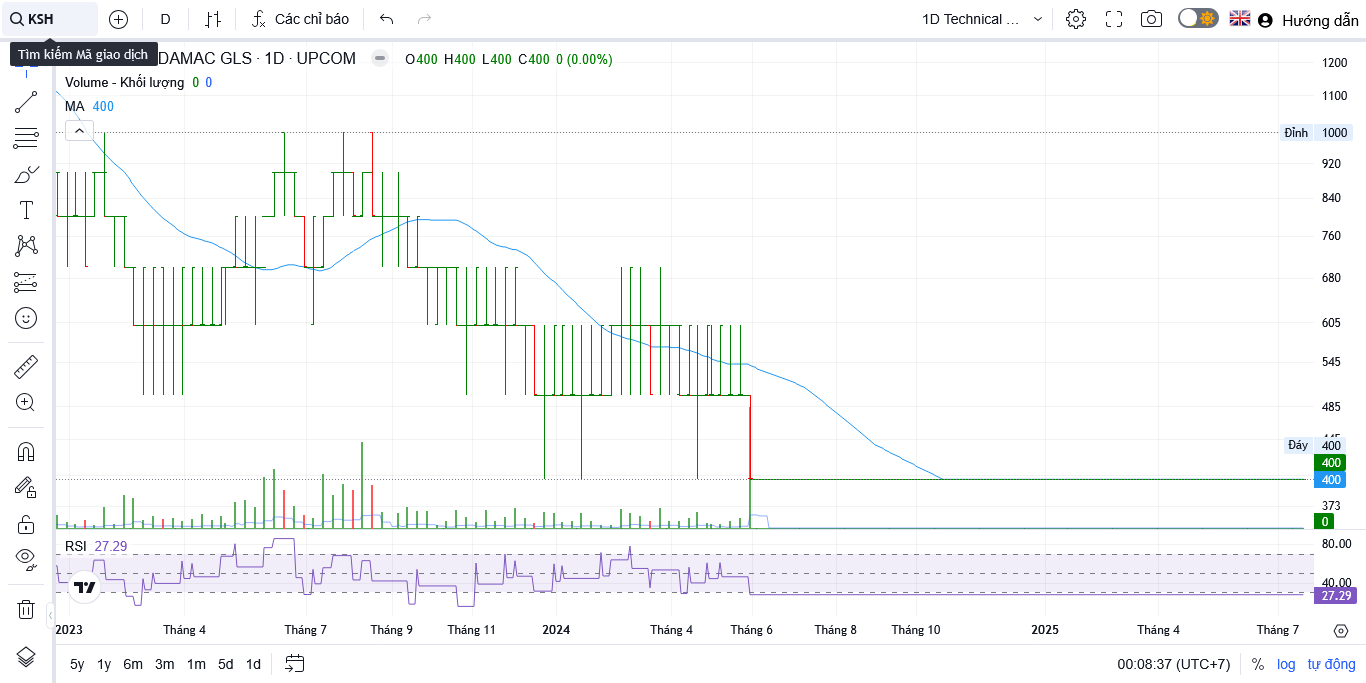 KSH D Các chỉ báo 1D Technical ... Hướng dẫn
Tìm kiếm Mã giao dịch
DAMAC GLS · 1D · UPCOM O400 H400 L400 C400 0 (0.00%)
Volume - Khối lượng 0 0
MA 400
1200
1100
Đỉnh 1000
920
840
760
680
605
545
485
445
Đáy 400
400
400
373
0
RSI 27.29
80.00
40.00
27.29
2023 Tháng 4 Tháng 7 Tháng 9 Tháng 11 2024 Tháng 4 Tháng 6 Tháng 8 Tháng 10 2025 Tháng 4 Tháng 7
5y 1y 6m 3m 1m 5d 1d 00:08:37 (UTC+7) % log tự động